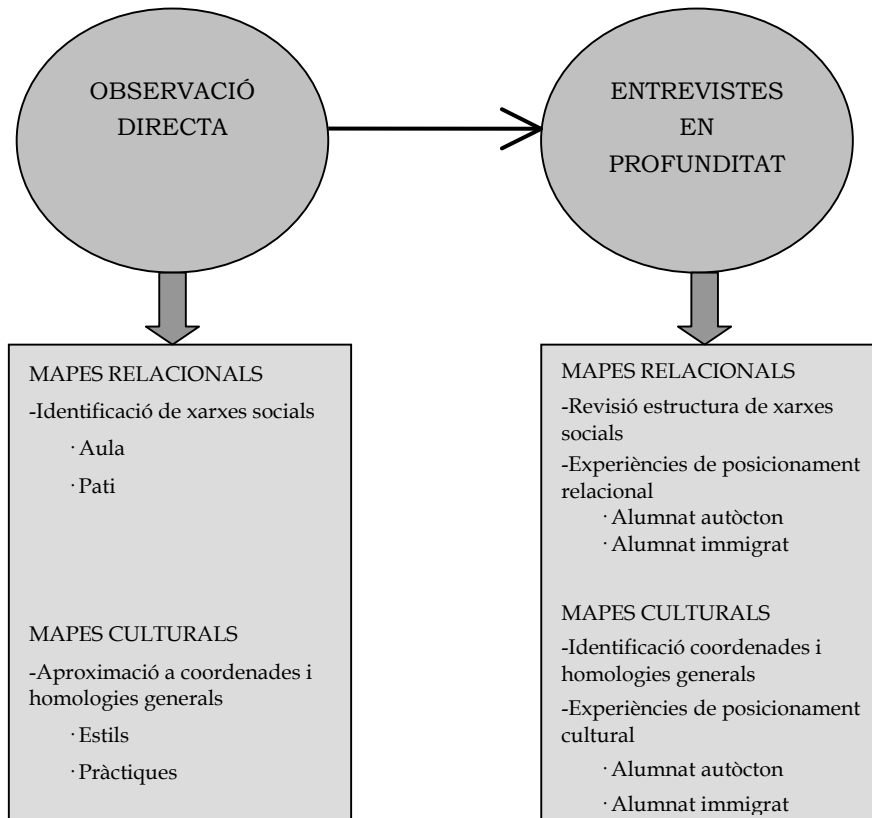 OBSERVACIÓ
DIRECTA
ENTREVISTES
EN
PROFUNDITAT
MAPES RELACIONALS
-Identificació de xarxes socials
· Aula
· Pati
MAPES CULTURALS
-Aproximació a coordenades i
homologies generals
· Estils
· Pràctiques
MAPES RELACIONALS
-Revisió estructura de xarxes
socials
-Experiències de posicionament
relacional
· Alumnat autòcton
· Alumnat immigrat
MAPES CULTURALS
-Identificació coordenades i
homologies generals
-Experiències de posicionament
cultural
· Alumnat autòcton
· Alumnat immigrat